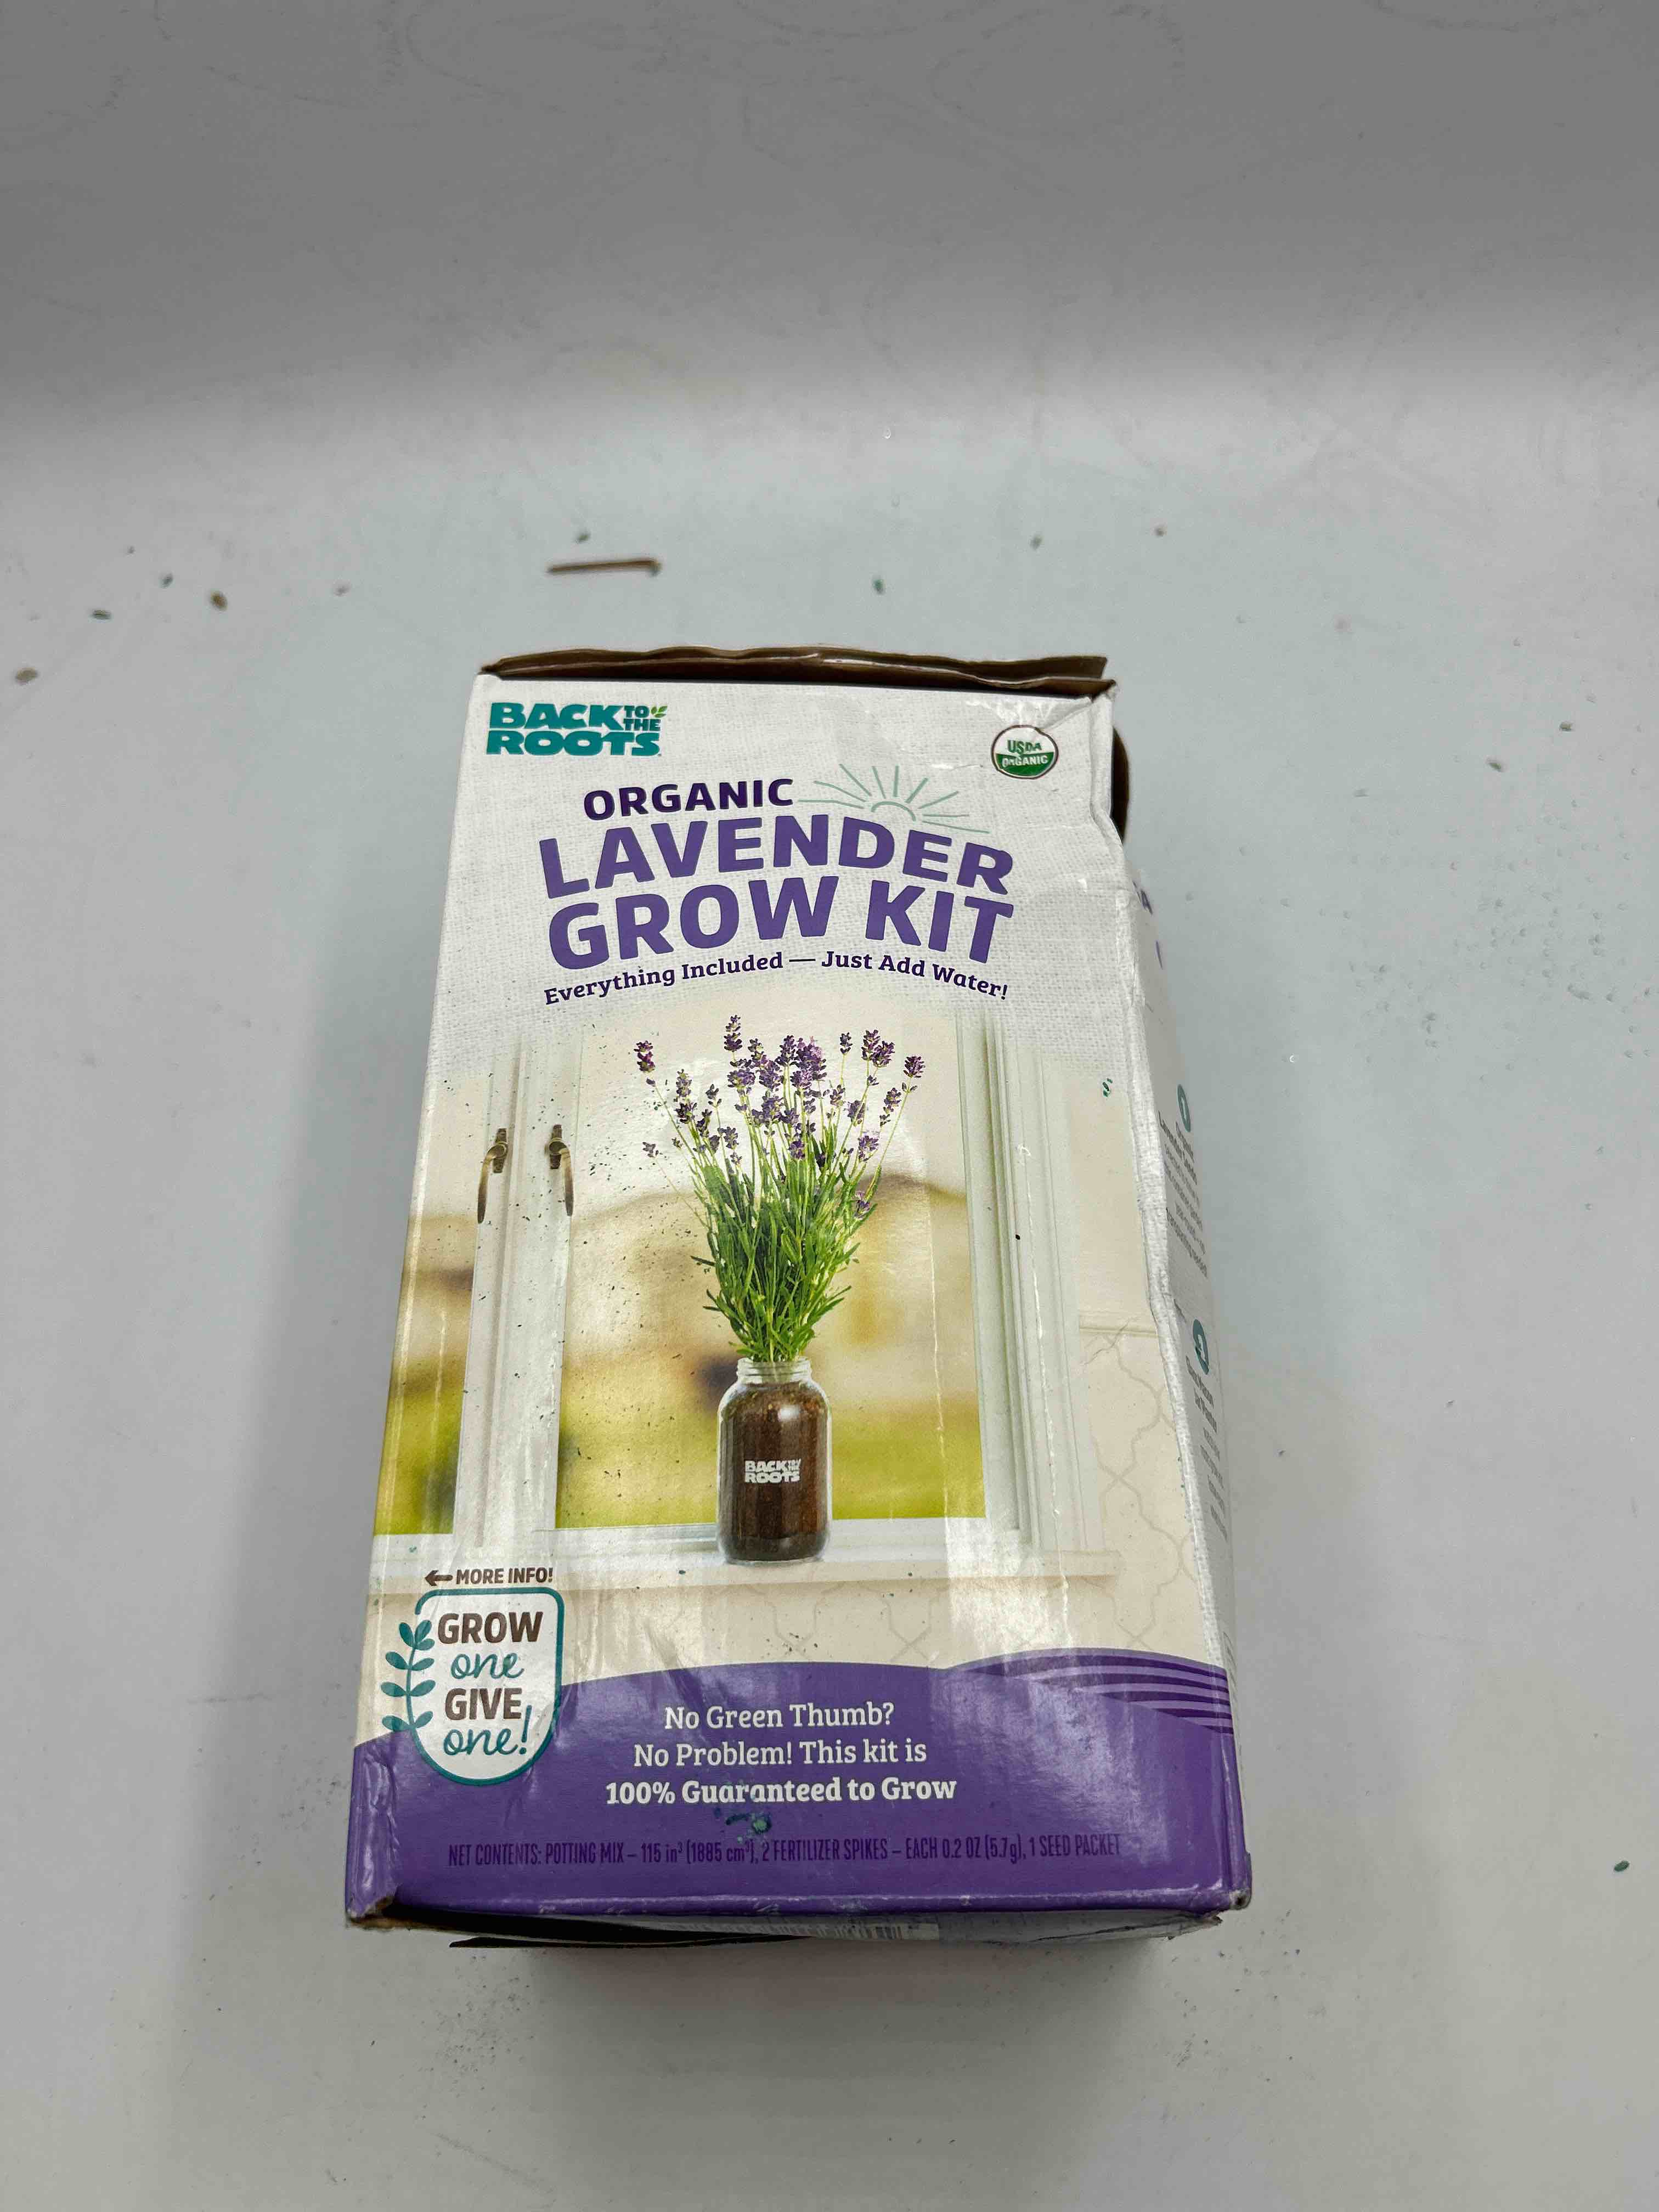 BACK TO THE ROOTS
USDA ORGANIC
ORGANIC
LAVENDER
GROW KIT
Everything Included — Just Add Water!
BACK TO THE ROOTS
← MORE INFO!
GROW
one
GIVE
one!
No Green Thumb?
No Problem! This kit is
100% Guaranteed to Grow
NET CONTENTS: POTTING MIX – 115 in³ (1885 cm³), 2 FERTILIZER SPIKES – EACH 0.2 OZ (5.7g), 1 SEED PACKET